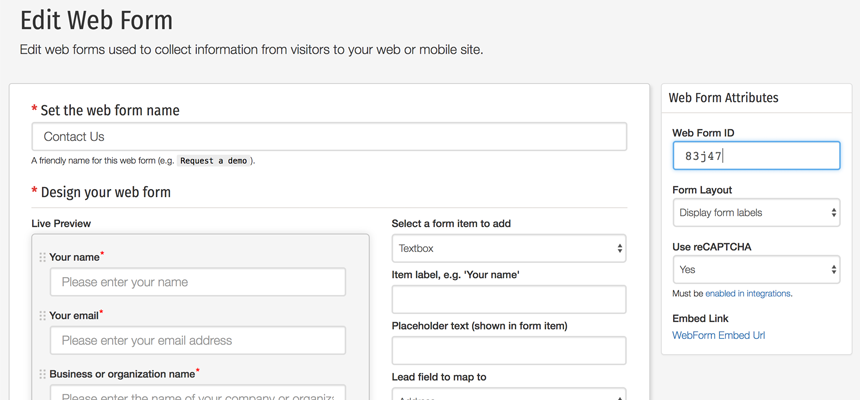 Edit Web Form
Edit web forms used to collect information from visitors to your web or mobile site.
* Set the web form name
Contact Us
A friendly name for this web form (e.g. Request a demo ).
* Design your web form
Live Preview
Your name*
Please enter your name
Your email*
Please enter your email address
Business or organization name*
Please enter the name of your company or organiz
Select a form item to add
Textbox
Item label, e.g. 'Your name'
Placeholder text (shown in form item)
Lead field to map to
Address
Web Form Attributes
Web Form ID
83j47
Form Layout
Display form labels
Use reCAPTCHA
Yes
Must be enabled in integrations.
Embed Link
WebForm Embed Url